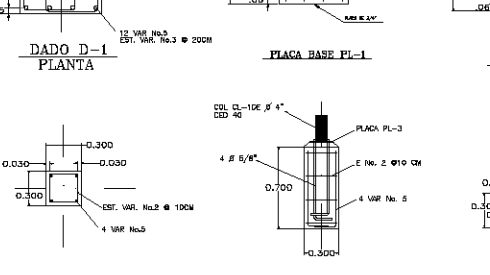 12 VAR No.5
EST. VAR. No.3 @ 20CM
DADO D-1
PLANTA
PLACA BASE PL-1
0.300
0.030
0.030
0.300
EST. VAR. No.2 @ 10CM
4 VAR No.5
COL CL-1DE Ø 4"
CED 40
PLACA PL-3
4 Ø 5/8"
E No. 2 @10 CM
0.700
4 VAR No. 5
0.300